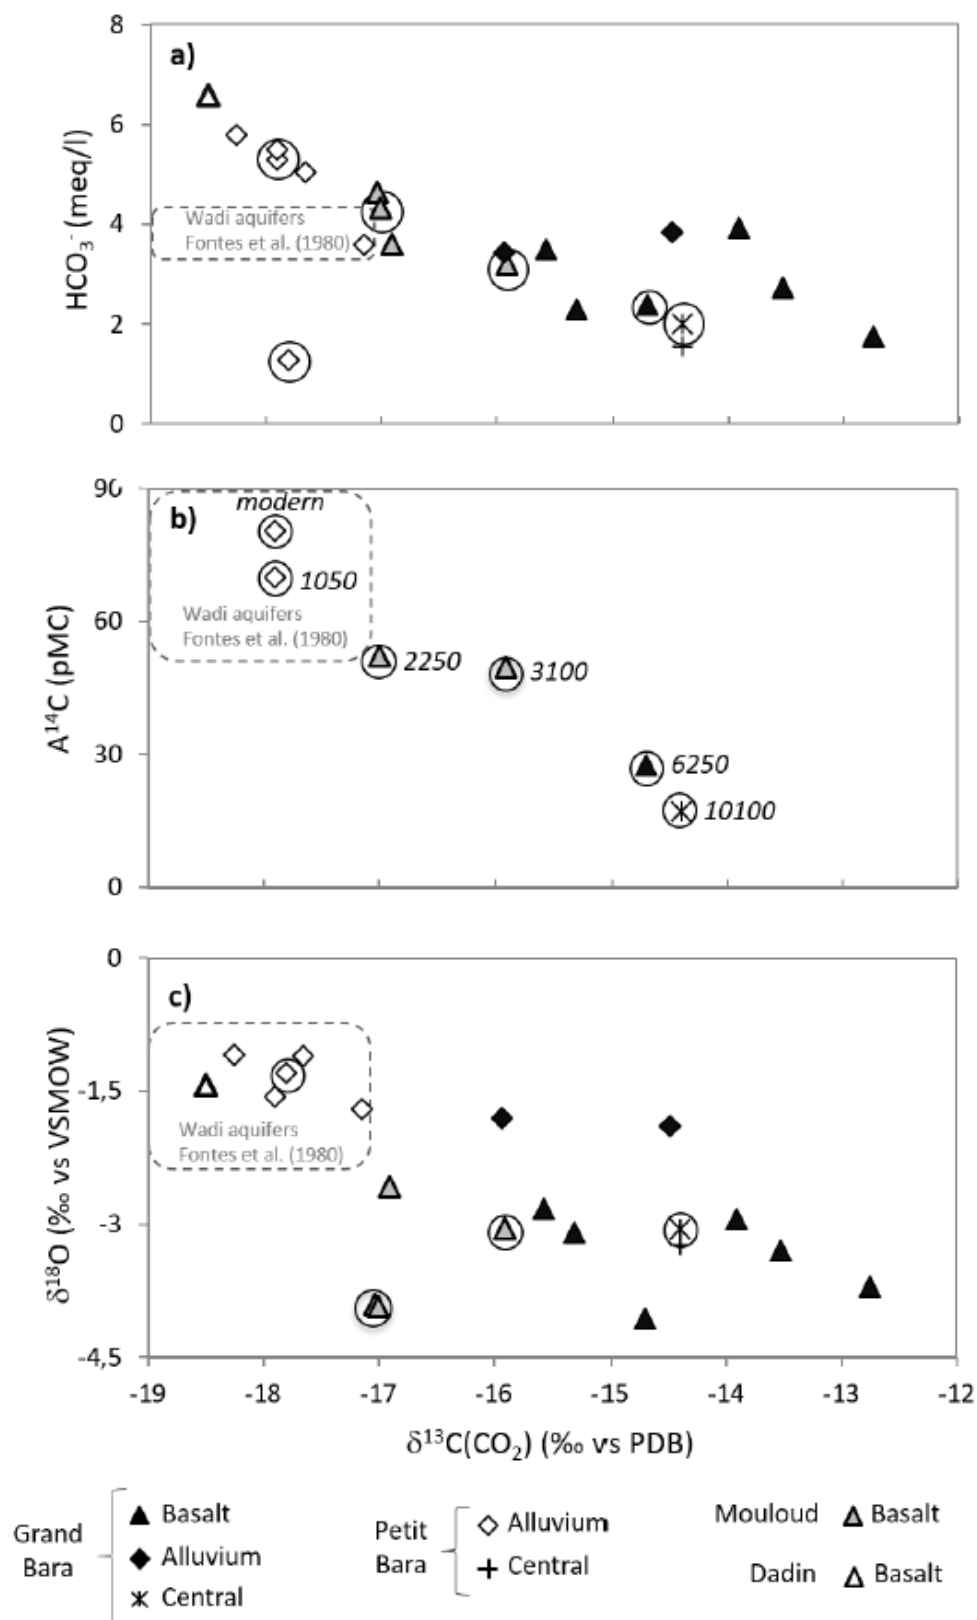 8
a)
6
HCO₃⁻ (meq/l)
Wadi aquifers
4
Fontes et al. (1980)
2
0
90
modern
b)
1050
Wadi aquifers
60
Fontes et al. (1980)
A¹⁴C (pMC)
2250
3100
30
6250
10100
0
0
c)
δ¹⁸O (‰ vs VSMOW)
-1,5
Wadi aquifers
Fontes et al. (1980)
-3
-4,5
-19 -18 -17 -16 -15 -14 -13 -12
δ¹³C(CO₂) (‰ vs PDB)
Grand
Bara
Basalt
Alluvium
Central
Petit
Bara
Alluvium
Central
Mouloud Basalt
Dadin Basalt